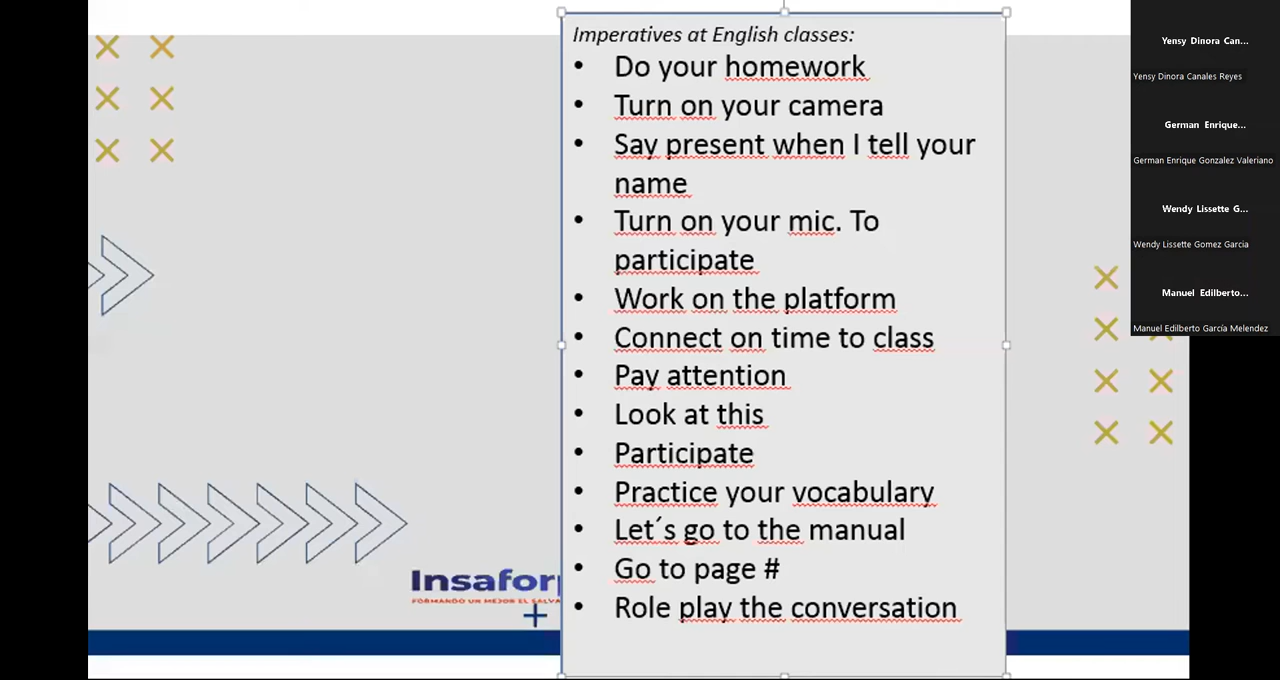 Imperatives at English classes:
• Do your homework
• Turn on your camera
• Say present when I tell your
name
• Turn on your mic. To
participate
• Work on the platform
• Connect on time to class
• Pay attention
• Look at this
• Participate
• Practice your vocabulary
• Let´s go to the manual
• Go to page #
• Role play the conversation
Insafor
FORMANDO UN MEJOR EL SALVA
Yensy Dinora Can...
Yensy Dinora Canales Reyes
German Enrique...
German Enrique Gonzalez Valeriano
Wendy Lissette G...
Wendy Lissette Gomez Garcia
Manuel Edilberto...
Manuel Edilberto García Melendez